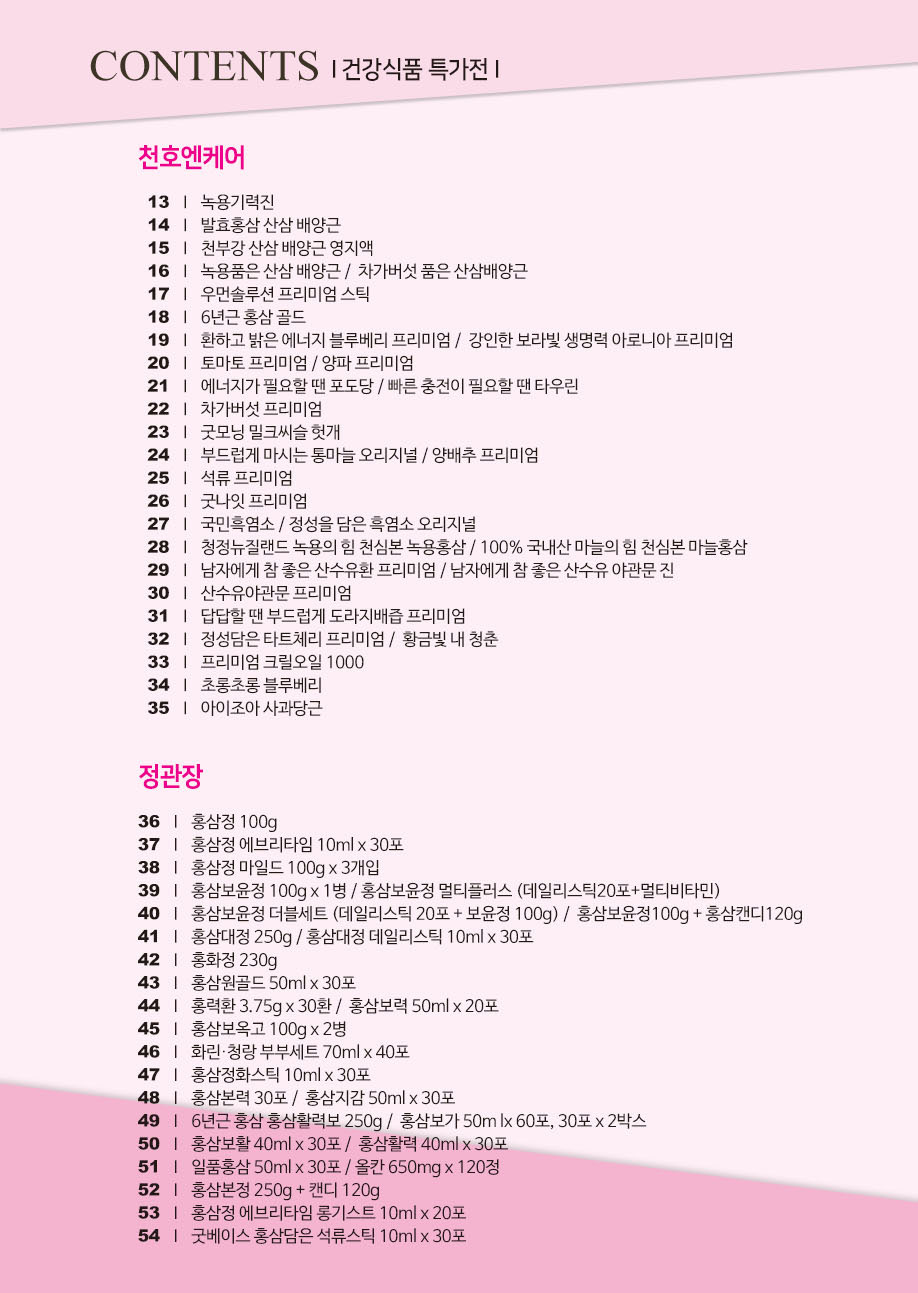 CONTENTS ㅣ건강식품 특가전ㅣ
천호엔케어
13 ㅣ 녹용기력진
14 ㅣ 발효홍삼 산삼 배양근
15 ㅣ 천부강 산삼 배양근 영지액
16 ㅣ 녹용품은 산삼 배양근 / 차가버섯 품은 산삼배양근
17 ㅣ 우먼솔루션 프리미엄 스틱
18 ㅣ 6년근 홍삼 골드
19 ㅣ 환하고 밝은 에너지 블루베리 프리미엄 / 강인한 보라빛 생명력 아로니아 프리미엄
20 ㅣ 토마토 프리미엄 / 양파 프리미엄
21 ㅣ 에너지가 필요할 땐 포도당 / 빠른 충전이 필요할 땐 타우린
22 ㅣ 차가버섯 프리미엄
23 ㅣ 굿모닝 밀크씨슬 헛개
24 ㅣ 부드럽게 마시는 통마늘 오리지널 / 양배추 프리미엄
25 ㅣ 석류 프리미엄
26 ㅣ 굿나잇 프리미엄
27 ㅣ 국민흑염소 / 정성을 담은 흑염소 오리지널
28 ㅣ 청정뉴질랜드 녹용의 힘 천심본 녹용홍삼 / 100% 국내산 마늘의 힘 천심본 마늘홍삼
29 ㅣ 남자에게 참 좋은 산수유환 프리미엄 / 남자에게 참 좋은 산수유 야관문 진
30 ㅣ 산수유야관문 프리미엄
31 ㅣ 답답할 땐 부드럽게 도라지배즙 프리미엄
32 ㅣ 정성담은 타트체리 프리미엄 / 황금빛 내 청춘
33 ㅣ 프리미엄 크릴오일 1000
34 ㅣ 초롱초롱 블루베리
35 ㅣ 아이조아 사과당근
정관장
36 ㅣ 홍삼정 100g
37 ㅣ 홍삼정 에브리타임 10ml x 30포
38 ㅣ 홍삼정 마일드 100g x 3개입
39 ㅣ 홍삼보윤정 100g x 1병 / 홍삼보윤정 멀티플러스 (데일리스틱20포+멀티비타민)
40 ㅣ 홍삼보윤정 더블세트 (데일리스틱 20포 + 보윤정 100g) / 홍삼보윤정100g + 홍삼캔디120g
41 ㅣ 홍삼대정 250g / 홍삼대정 데일리스틱 10ml x 30포
42 ㅣ 홍화정 230g
43 ㅣ 홍삼원골드 50ml x 30포
44 ㅣ 홍력환 3.75g x 30환 / 홍삼보력 50ml x 20포
45 ㅣ 홍삼보옥고 100g x 2병
46 ㅣ 화린·청랑 부부세트 70ml x 40포
47 ㅣ 홍삼정화스틱 10ml x 30포
48 ㅣ 홍삼본력 30포 / 홍삼지감 50ml x 30포
49 ㅣ 6년근 홍삼 홍삼활력보 250g / 홍삼보가 50m lx 60포, 30포 x 2박스
50 ㅣ 홍삼보활 40ml x 30포 / 홍삼활력 40ml x 30포
51 ㅣ 일품홍삼 50ml x 30포 / 올칸 650mg x 120정
52 ㅣ 홍삼본정 250g + 캔디 120g
53 ㅣ 홍삼정 에브리타임 롱기스트 10ml x 20포
54 ㅣ 굿베이스 홍삼담은 석류스틱 10ml x 30포